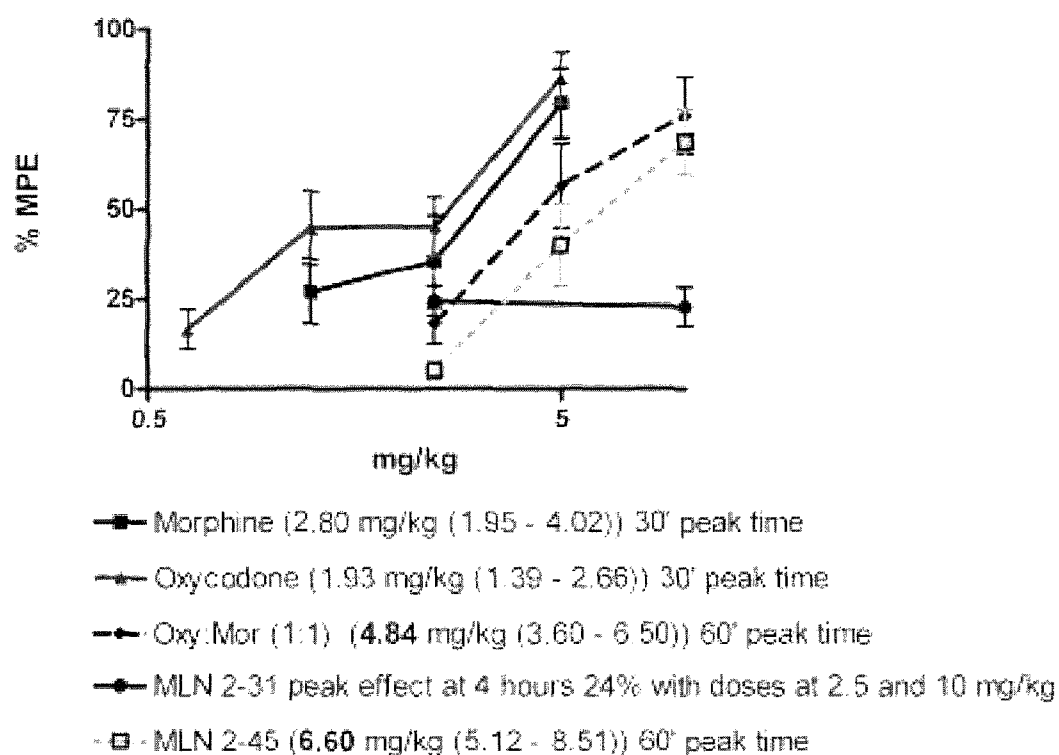 100
75
50
25
0
% MPE
0.5
5
mg/kg
Morphine (2.80 mg/kg (1.95 - 4.02)) 30' peak time
Oxycodone (1.93 mg/kg (1.39 - 2.66)) 30' peak time
Oxy:Mor (1:1) (4.84 mg/kg (3.60 - 6.50)) 60' peak time
MLN 2-31 peak effect at 4 hours 24% with doses at 2.5 and 10 mg/kg
MLN 2-45 (6.60 mg/kg (5.12 - 8.51)) 60' peak time